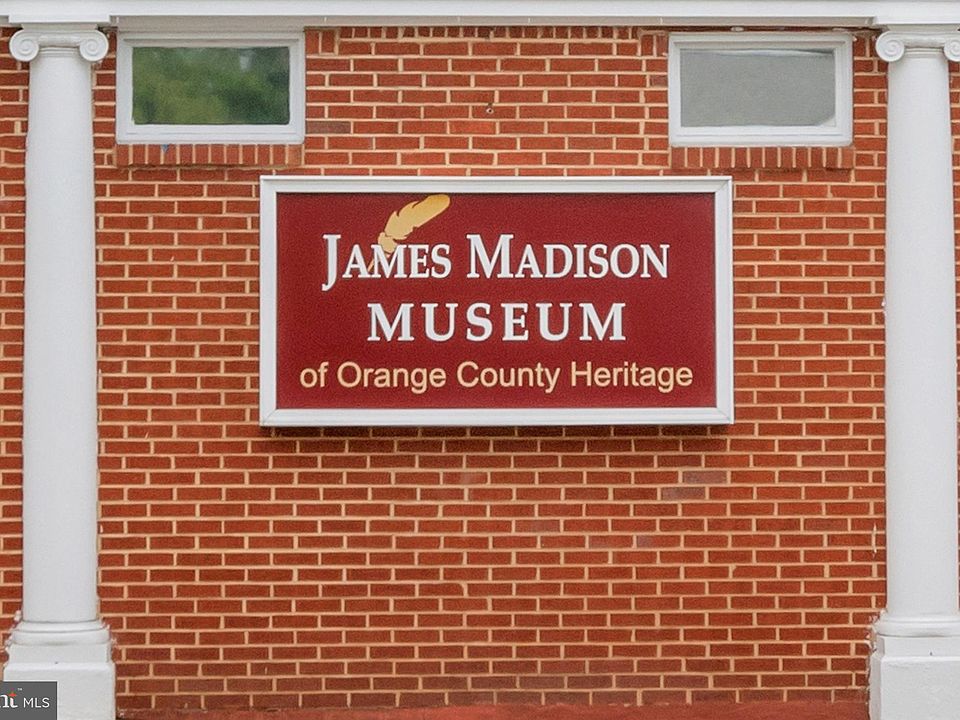 JAMES MADISON
MUSEUM
of Orange County Heritage
MLS